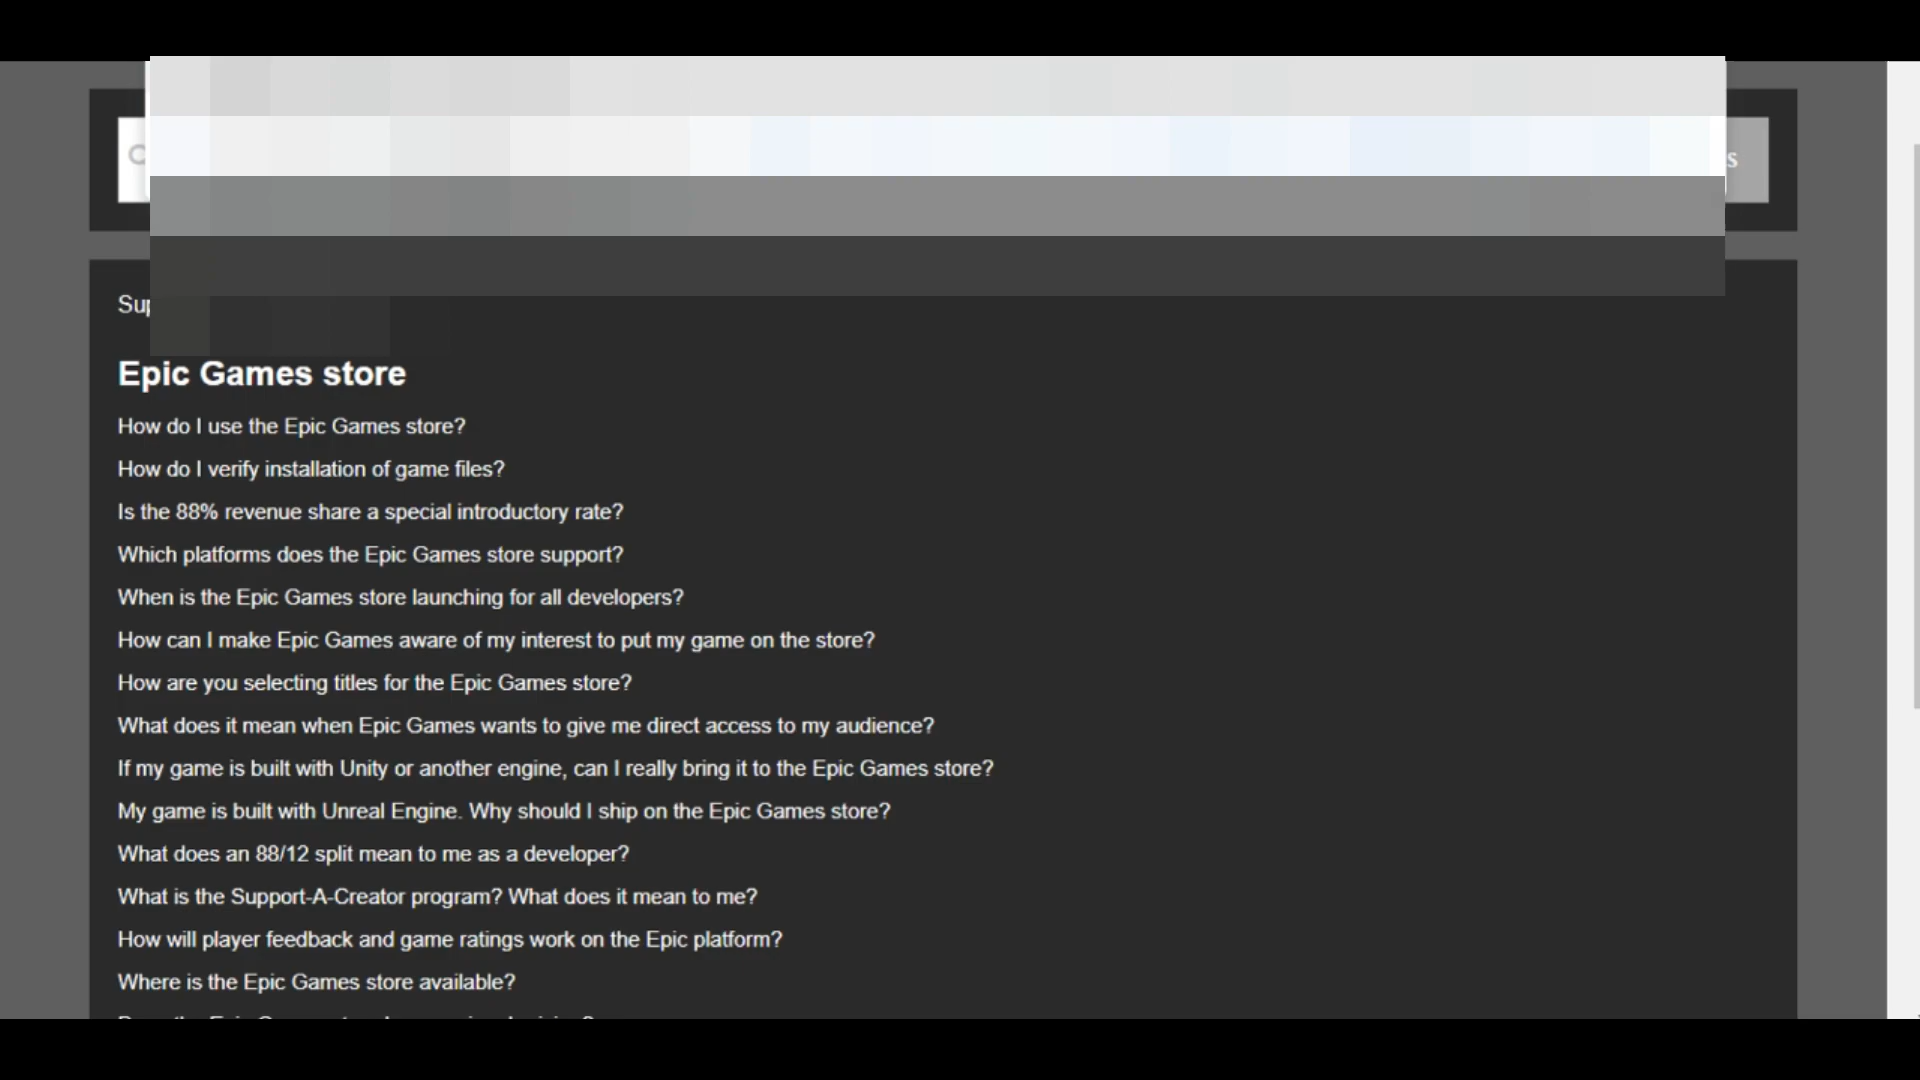 Epic Games store
How do I use the Epic Games store?
How do I verify installation of game files?
Is the 88% revenue share a special introductory rate?
Which platforms does the Epic Games store support?
When is the Epic Games store launching for all developers?
How can I make Epic Games aware of my interest to put my game on the store?
How are you selecting titles for the Epic Games store?
What does it mean when Epic Games wants to give me direct access to my audience?
If my game is built with Unity or another engine, can I really bring it to the Epic Games store?
My game is built with Unreal Engine. Why should I ship on the Epic Games store?
What does an 88/12 split mean to me as a developer?
What is the Support-A-Creator program? What does it mean to me?
How will player feedback and game ratings work on the Epic platform?
Where is the Epic Games store available?